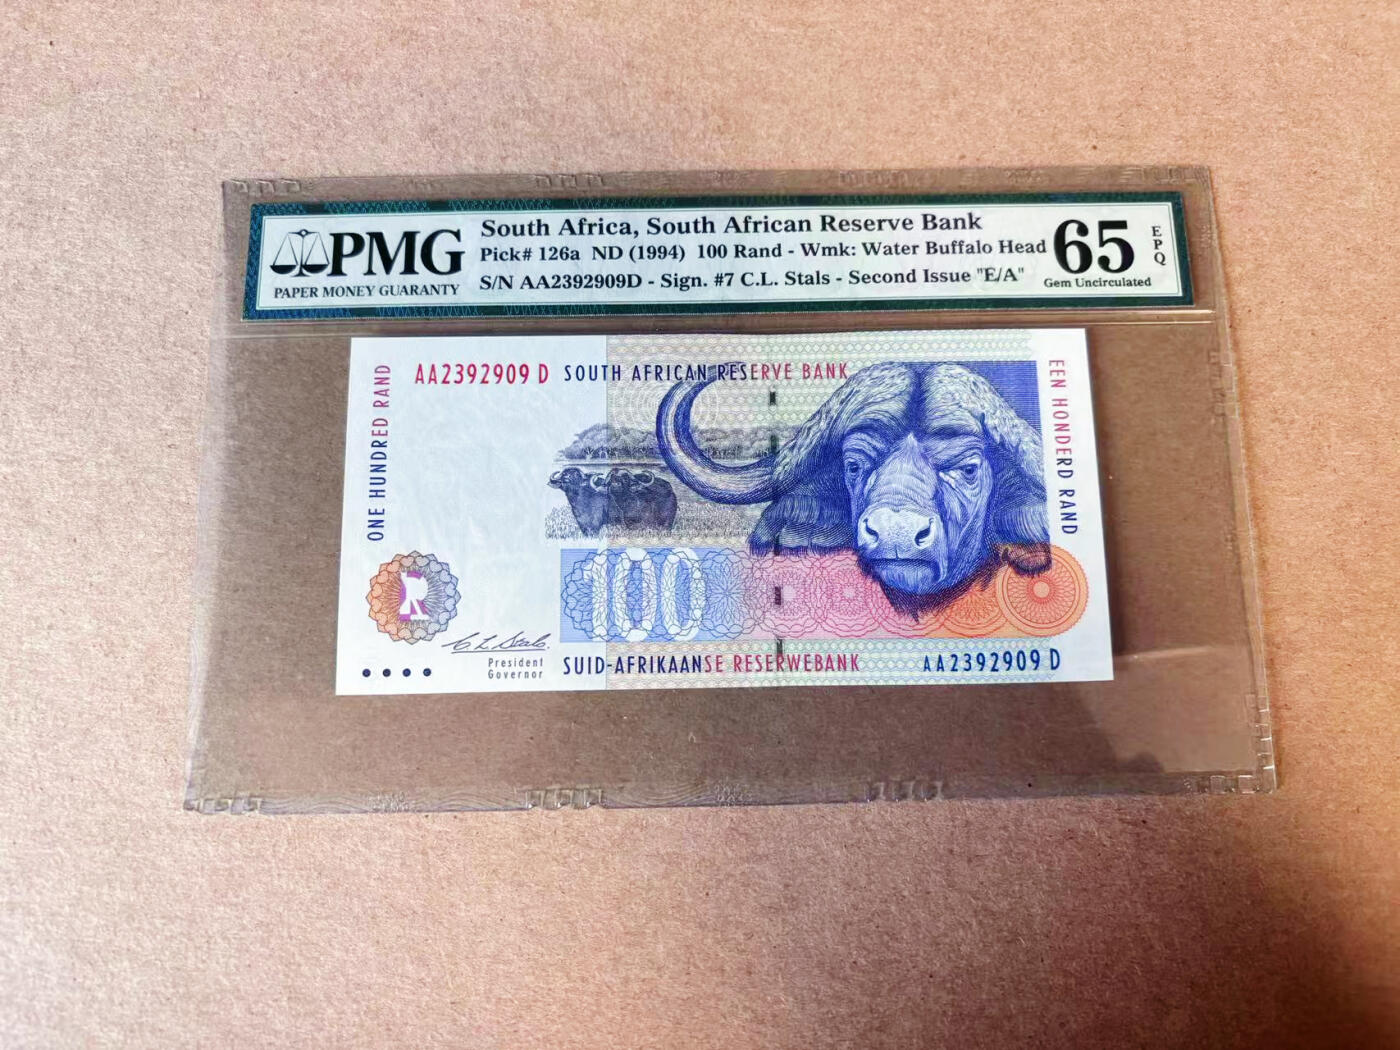 PMG
PAPER MONEY GUARANTY
South Africa, South African Reserve Bank
Pick# 126a ND (1994) 100 Rand - Wmk: Water Buffalo Head
S/N AA2392909D - Sign. #7 C.L. Stals - Second Issue "E/A"
65
EPQ
Gem Uncirculated
ONE HUNDRED RAND
AA2392909 D
SOUTH AFRICAN RESERVE BANK
EEN HONDERD RAND
100
R
C L Stals.
President
Governor
SUID-AFRIKAANSE RESERWEBANK
AA2392909 D